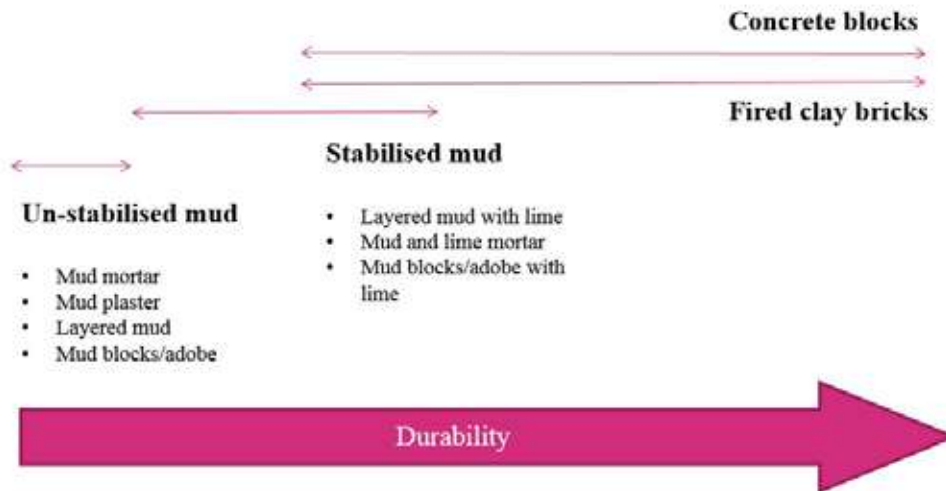 Concrete blocks
Fired clay bricks
Stabilised mud
• Layered mud with lime
• Mud and lime mortar
• Mud blocks/adobe with
lime
Un-stabilised mud
• Mud mortar
• Mud plaster
• Layered mud
• Mud blocks/adobe
Durability